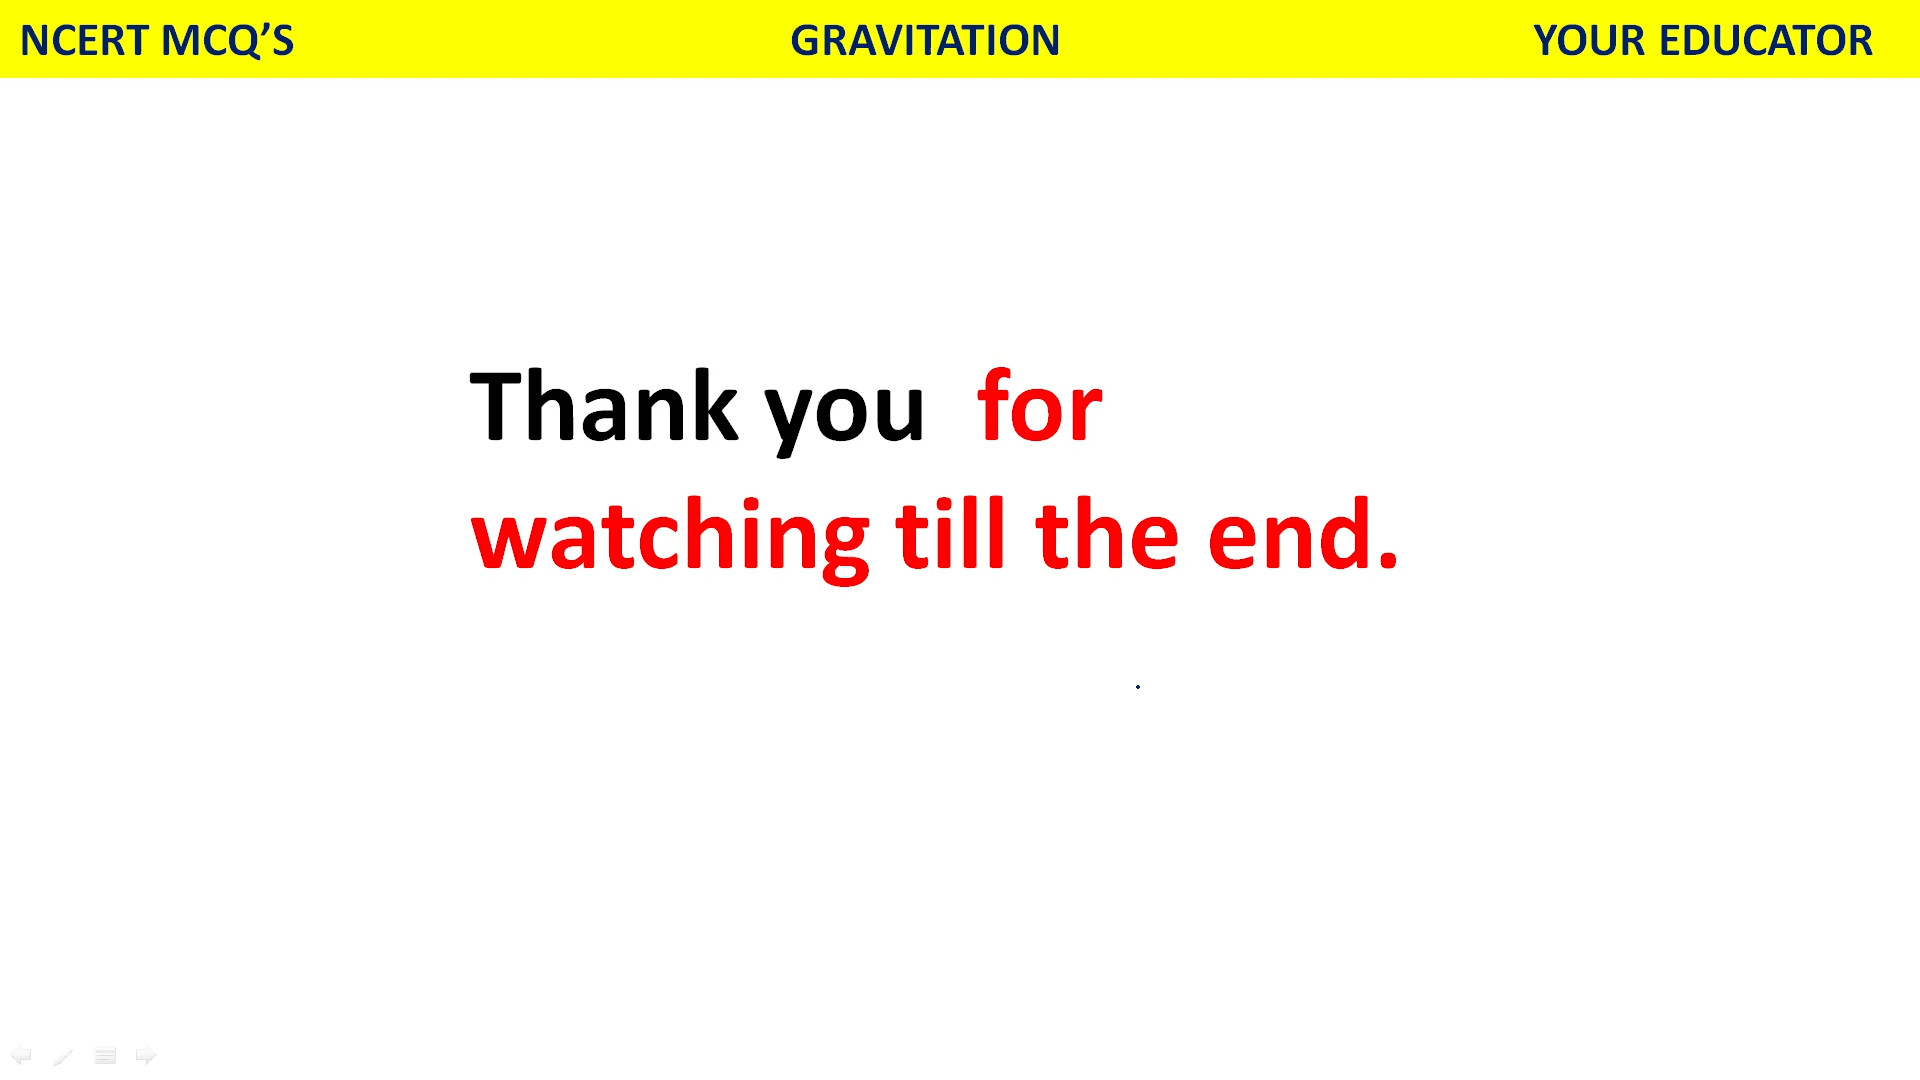 NCERT MCQ’S GRAVITATION YOUR EDUCATOR
Thank you for
watching till the end.